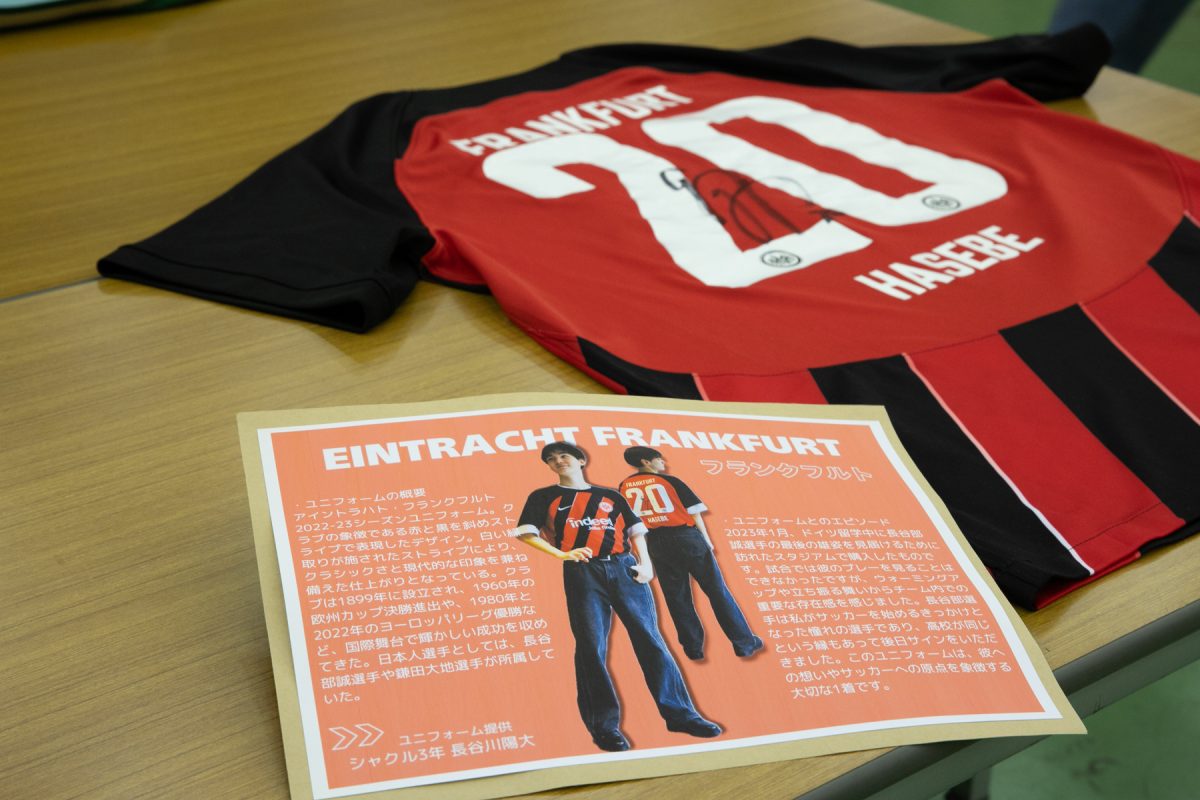 FRANKFURT
20
HASEBE
EINTRACHT FRANKFURT
フランクフルト
・ユニフォームの概要
アイントラハト・フランクフルト
2022-23シーズンユニフォーム。ク
ラブの象徴である赤と黒を斜めスト
ライプで表現したデザイン。白い縁
取りが施されたストライプにより、
クラシックさと現代的な印象を兼ね
備えた仕上がりとなっている。クラ
ブは1899年に設立され、1960年の
欧州カップ決勝進出や、1980年と
2022年のヨーロッパリーグ優勝な
ど、国際舞台で輝かしい成功を収め
てきた。日本人選手としては、長谷
部誠選手や鎌田大地選手が所属して
いた。
ユニフォーム提供
シャクル3年 長谷川陽大
indeed
FRANKFURT
20
HASEBE
・ユニフォームとのエピソード
2023年1月、ドイツ留学中に長谷部
誠選手の最後の雄姿を見届けるために
訪れたスタジアムで購入したもので
す。試合では彼のプレーを見ることは
できなかったですが、ウォーミングア
ップや立ち振る舞いからチーム内での
重要な存在感を感じました。長谷部選
手は私がサッカーを始めるきっかけと
なった憧れの選手であり、高校が同じ
という縁もあって後日サインをいただ
きました。このユニフォームは、彼へ
の想いやサッカーへの原点を象徴する
大切な1着です。